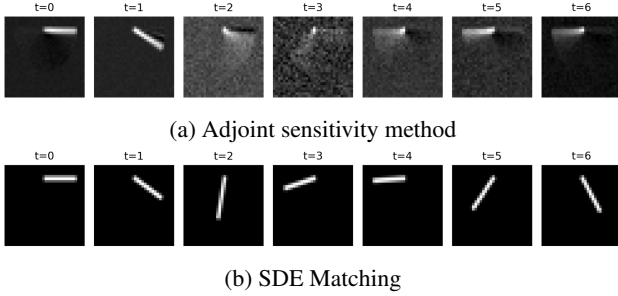 t=0 t=1 t=2 t=3 t=4 t=5 t=6
(a) Adjoint sensitivity method
t=0 t=1 t=2 t=3 t=4 t=5 t=6
(b) SDE Matching